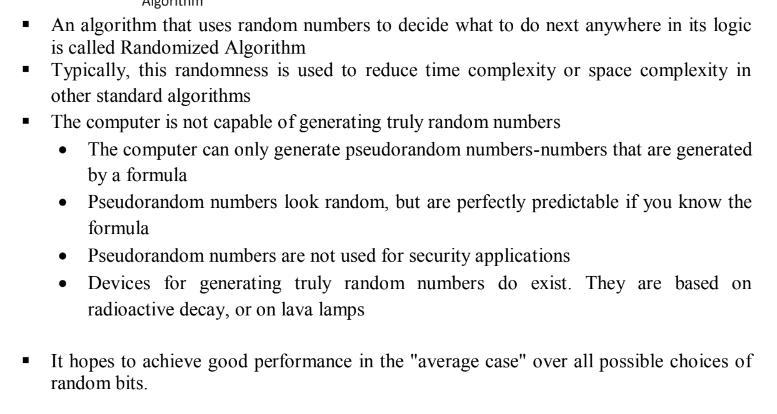 Algorithm
▪ An algorithm that uses random numbers to decide what to do next anywhere in its logic
is called Randomized Algorithm
▪ Typically, this randomness is used to reduce time complexity or space complexity in
other standard algorithms
▪ The computer is not capable of generating truly random numbers
• The computer can only generate pseudorandom numbers-numbers that are generated
by a formula
• Pseudorandom numbers look random, but are perfectly predictable if you know the
formula
• Pseudorandom numbers are not used for security applications
• Devices for generating truly random numbers do exist. They are based on
radioactive decay, or on lava lamps
▪ It hopes to achieve good performance in the "average case" over all possible choices of
random bits.